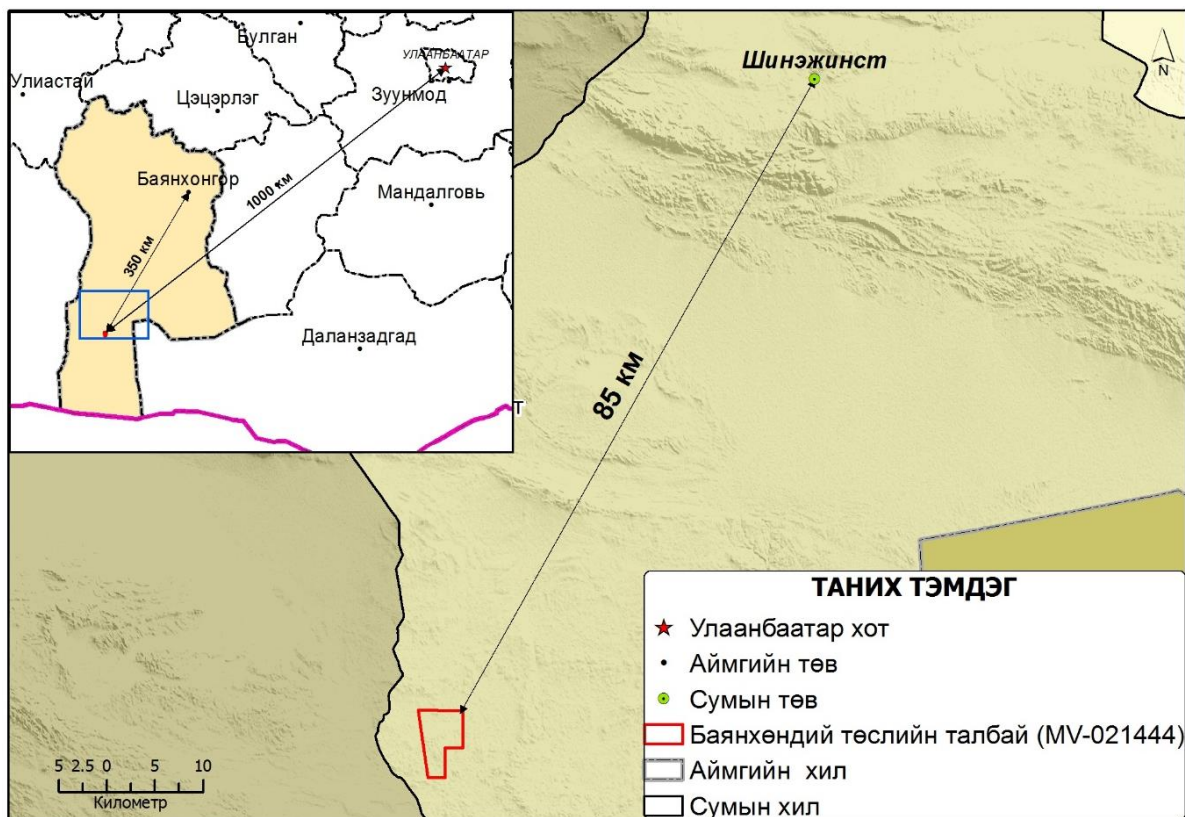 Булган
УЛААНБААТАР
Улиастай
Цэцэрлэг
Зуунмод
Баянхонгор
1000 км
Мандалговь
350 км
Даланзадгад
Т
Шинэжинст
N
85 км
ТАНИХ ТЭМДЭГ
Улаанбаатар хот
Аймгийн төв
Сумын төв
Баянхөндий төслийн талбай (MV-021444)
Аймгийн хил
Сумын хил
5 2.5 0 5 10
Километр